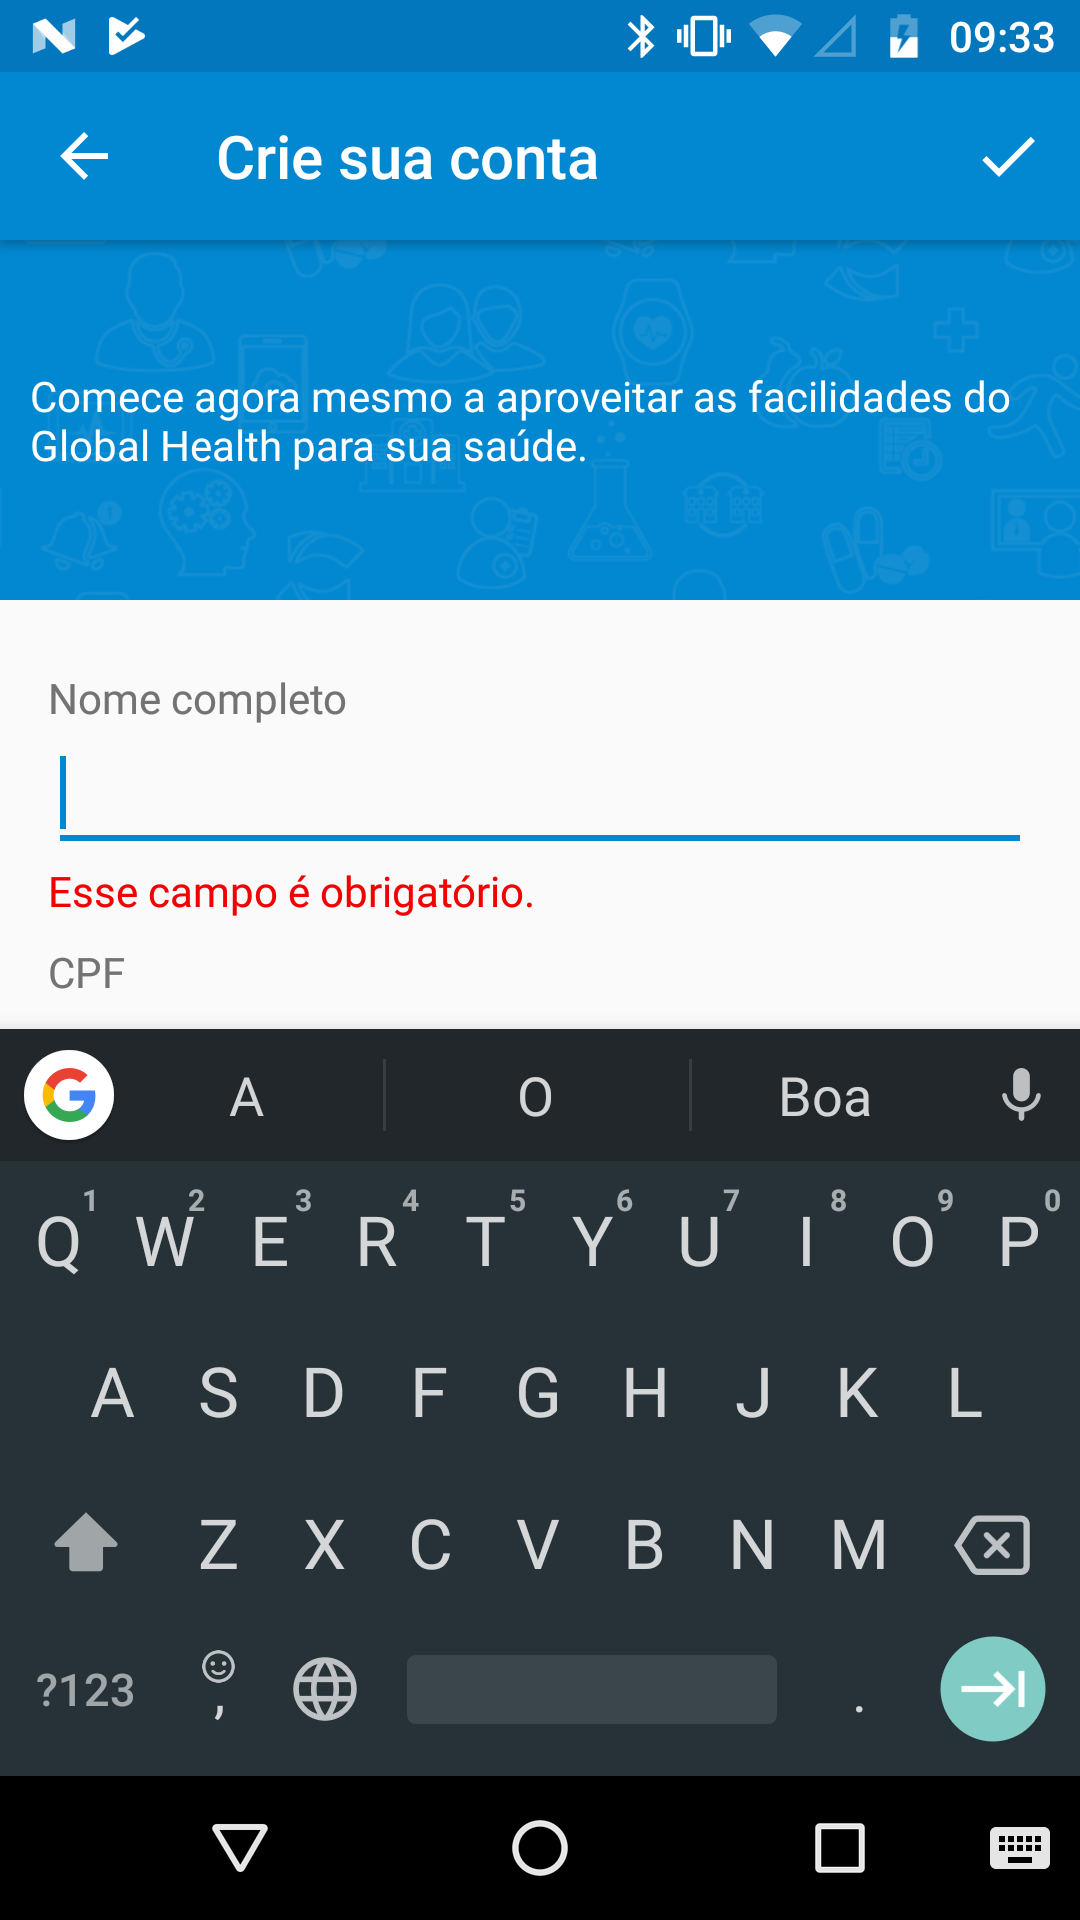 09:33
Crie sua conta
Comece agora mesmo a aproveitar as facilidades do
Global Health para sua saúde.
Nome completo
Esse campo é obrigatório.
CPF
A O Boa
1 2 3 4 5 6 7 8 9 0
Q W E R T Y U I O P
A S D F G H J K L
Z X C V B N M
?123 , .